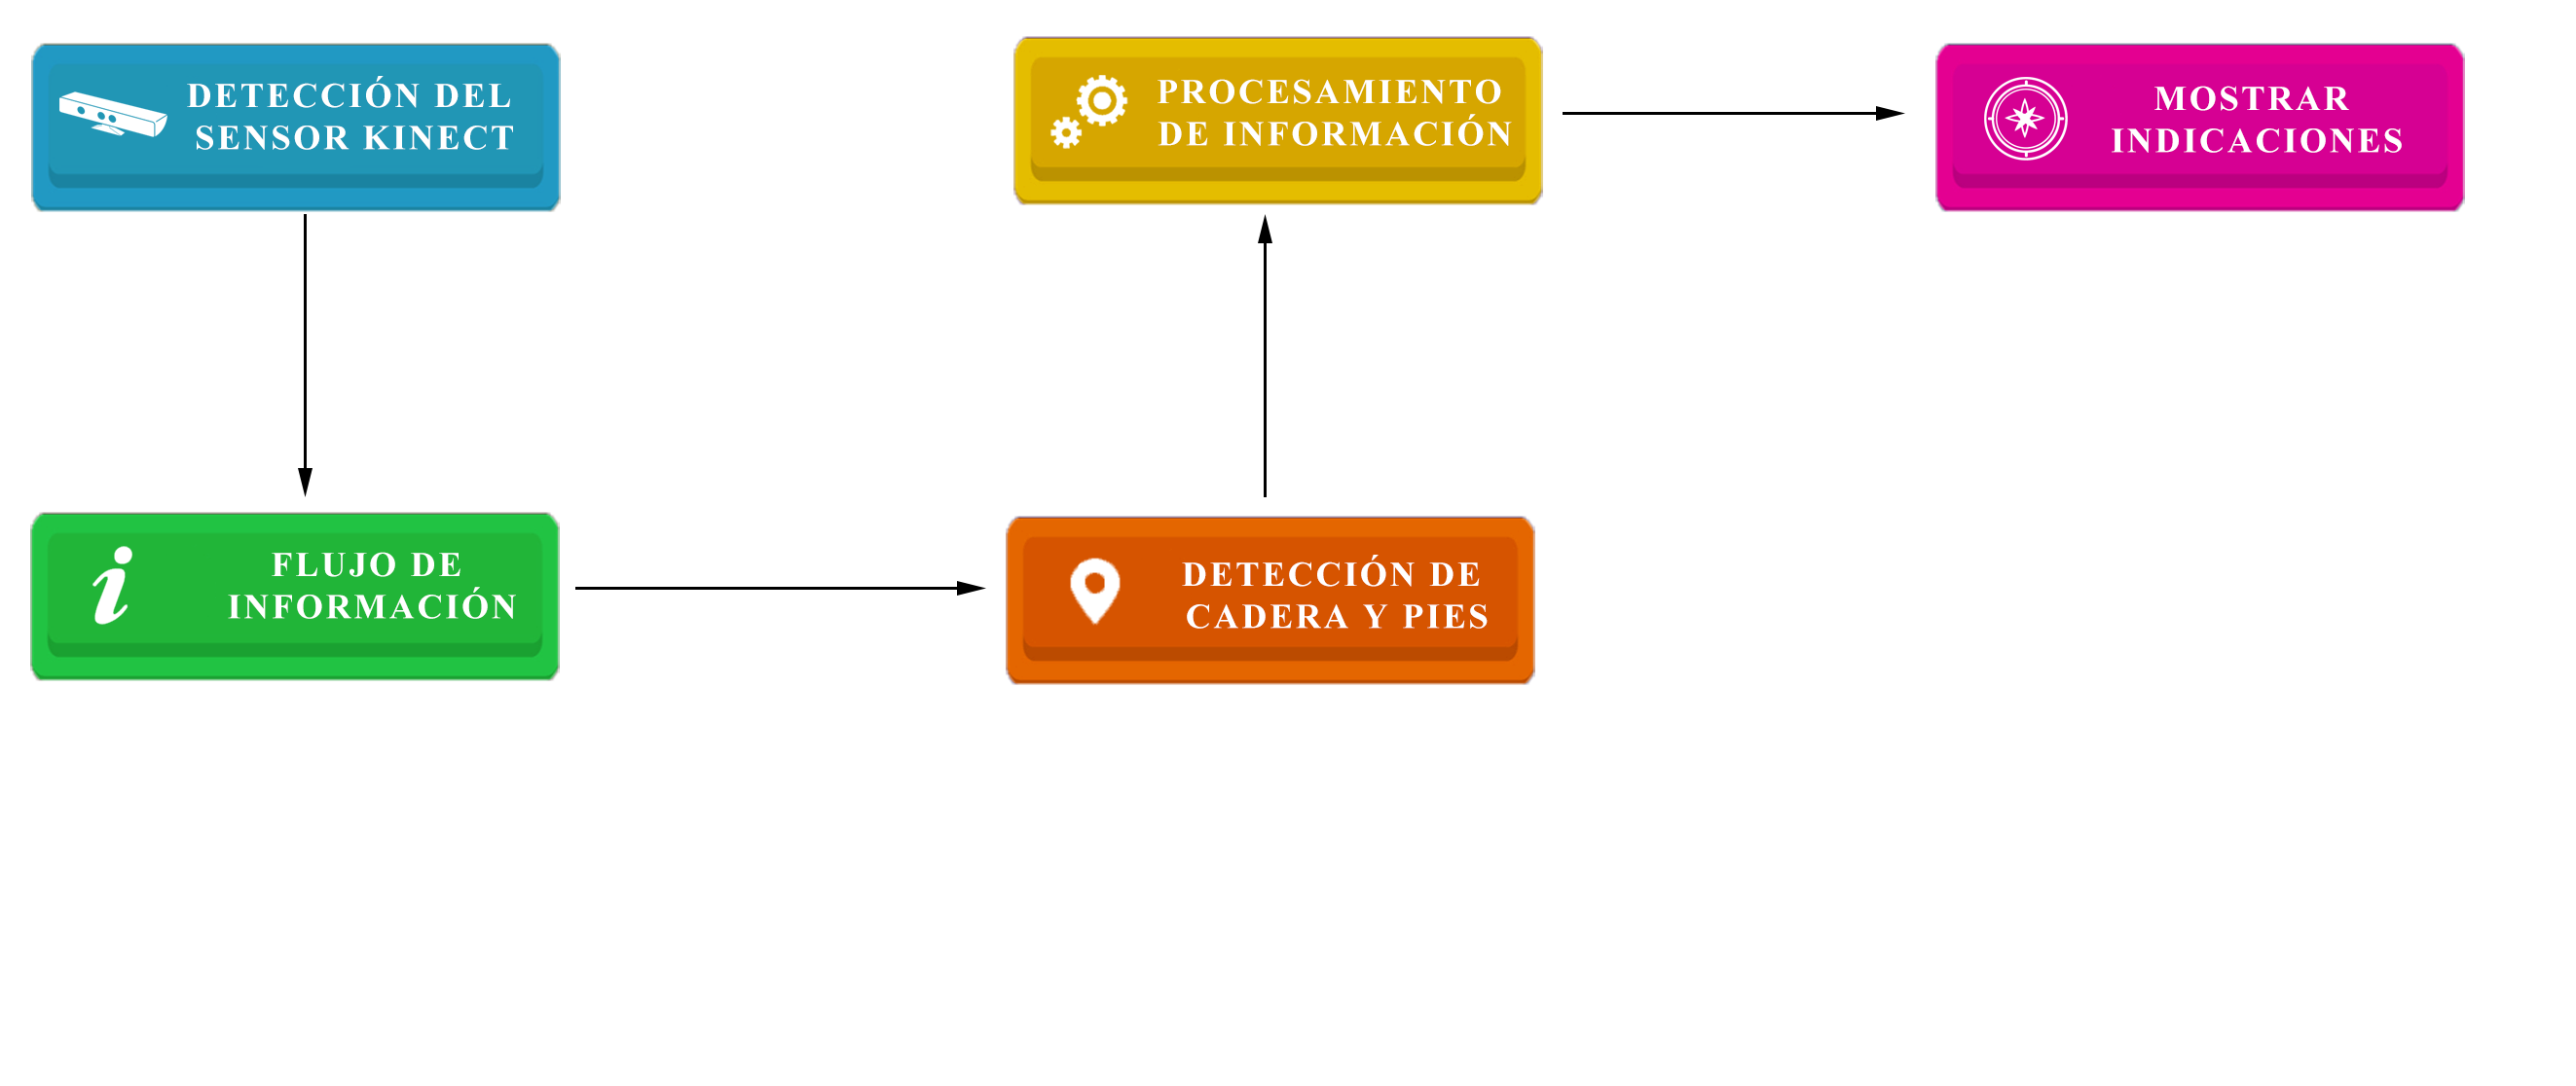 DETECCIÓN DEL
SENSOR KINECT
FLUJO DE
INFORMACIÓN
DETECCIÓN DE
CADERA Y PIES
PROCESAMIENTO
DE INFORMACIÓN
MOSTRAR
INDICACIONES